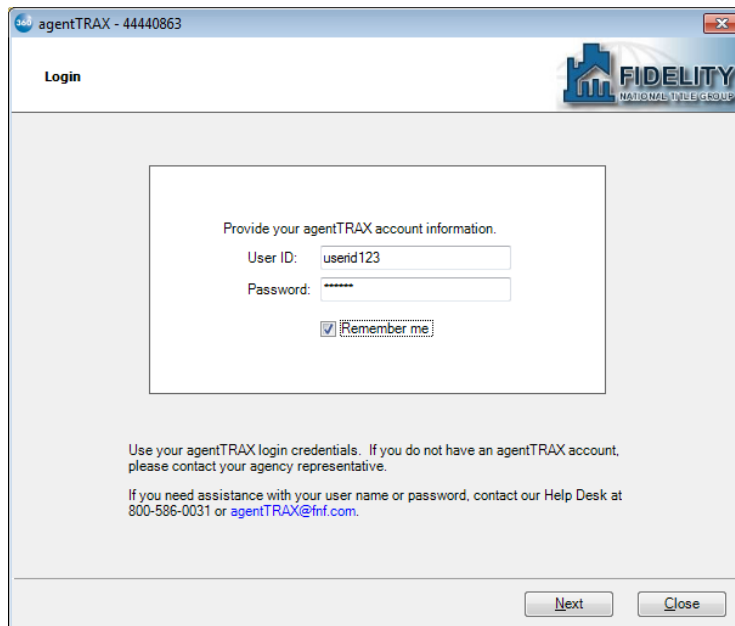 360 agentTRAX - 44440863
Login
FIDELITY
NATIONAL TITLE GROUP
Provide your agentTRAX account information.
User ID: userid123
Password: ******
Remember me
Use your agentTRAX login credentials.  If you do not have an agentTRAX account,
please contact your agency representative.
If you need assistance with your user name or password, contact our Help Desk at
800-586-0031 or agentTRAX@fnf.com.
Next Close